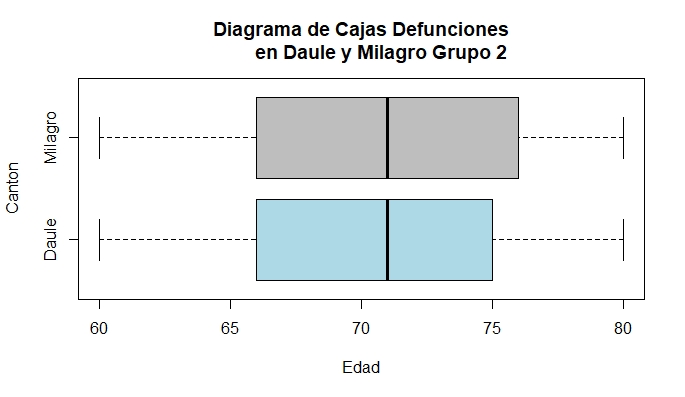 Diagrama de Cajas Defunciones
en Daule y Milagro Grupo 2
Canton
Milagro
Daule
60 65 70 75 80
Edad